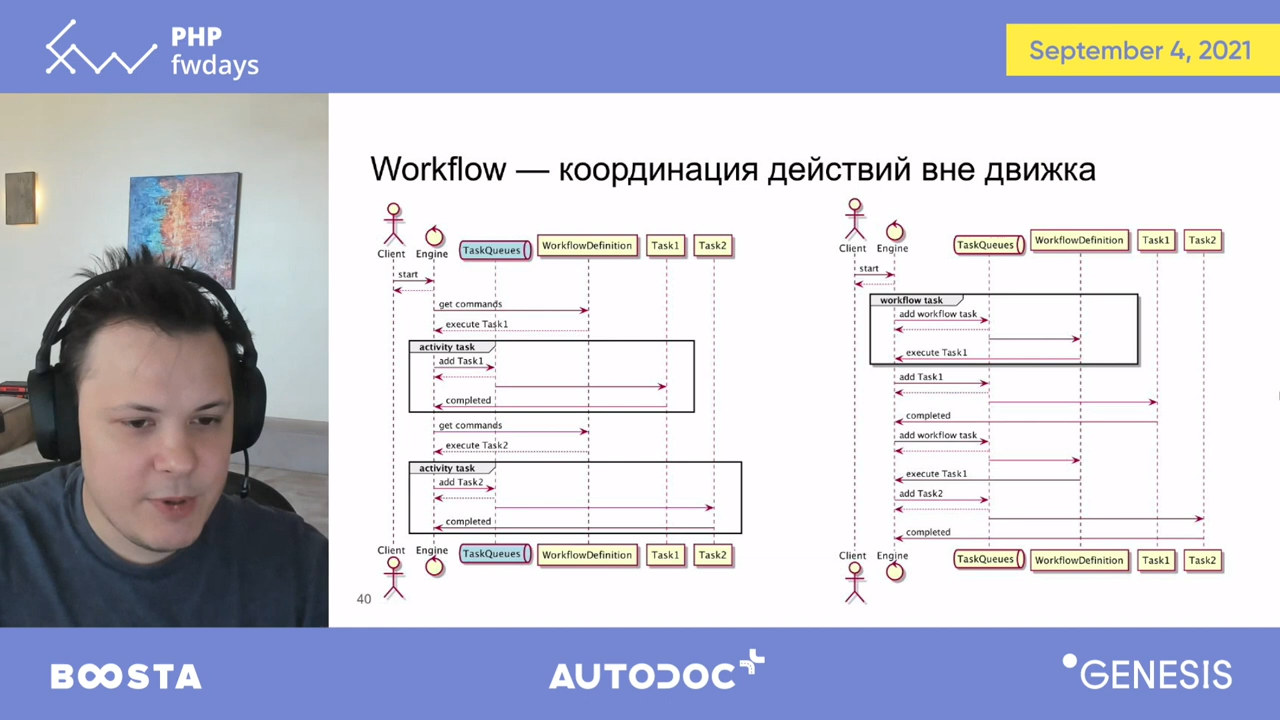 PHP
fwdays
September 4, 2021
Workflow — координация действий вне движка
Client
Engine
TaskQueues
WorkflowDefinition
Task1
Task2
start
get commands
execute Task1
activity task
add Task1
completed
get commands
execute Task2
activity task
add Task2
completed
Client
Engine
TaskQueues
WorkflowDefinition
Task1
Task2
Client
Engine
TaskQueues
WorkflowDefinition
Task1
Task2
start
workflow task
add workflow task
execute Task1
add Task1
completed
add workflow task
execute Task1
add Task2
completed
Client
Engine
TaskQueues
WorkflowDefinition
Task1
Task2
40
BOOSTA
AUTODOC
GENESIS